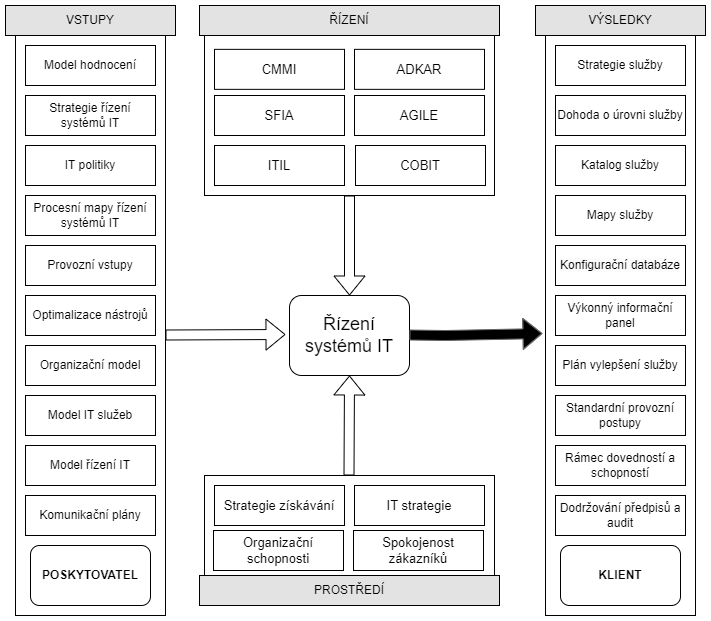 VSTUPY
Model hodnocení
Strategie řízení
systémů IT
IT politiky
Procesní mapy řízení
systémů IT
Provozní vstupy
Optimalizace nástrojů
Organizační model
Model IT služeb
Model řízení IT
Komunikační plány
POSKYTOVATEL
ŘÍZENÍ
CMMI
ADKAR
SFIA
AGILE
ITIL
COBIT
Řízení
systémů IT
Strategie získávání
IT strategie
Organizační
schopnosti
Spokojenost
zákazníků
PROSTŘEDÍ
VÝSLEDKY
Strategie služby
Dohoda o úrovni služby
Katalog služby
Mapy služby
Konfigurační databáze
Výkonný informační
panel
Plán vylepšení služby
Standardní provozní
postupy
Rámec dovedností a
schopností
Dodržování předpisů a
audit
KLIENT